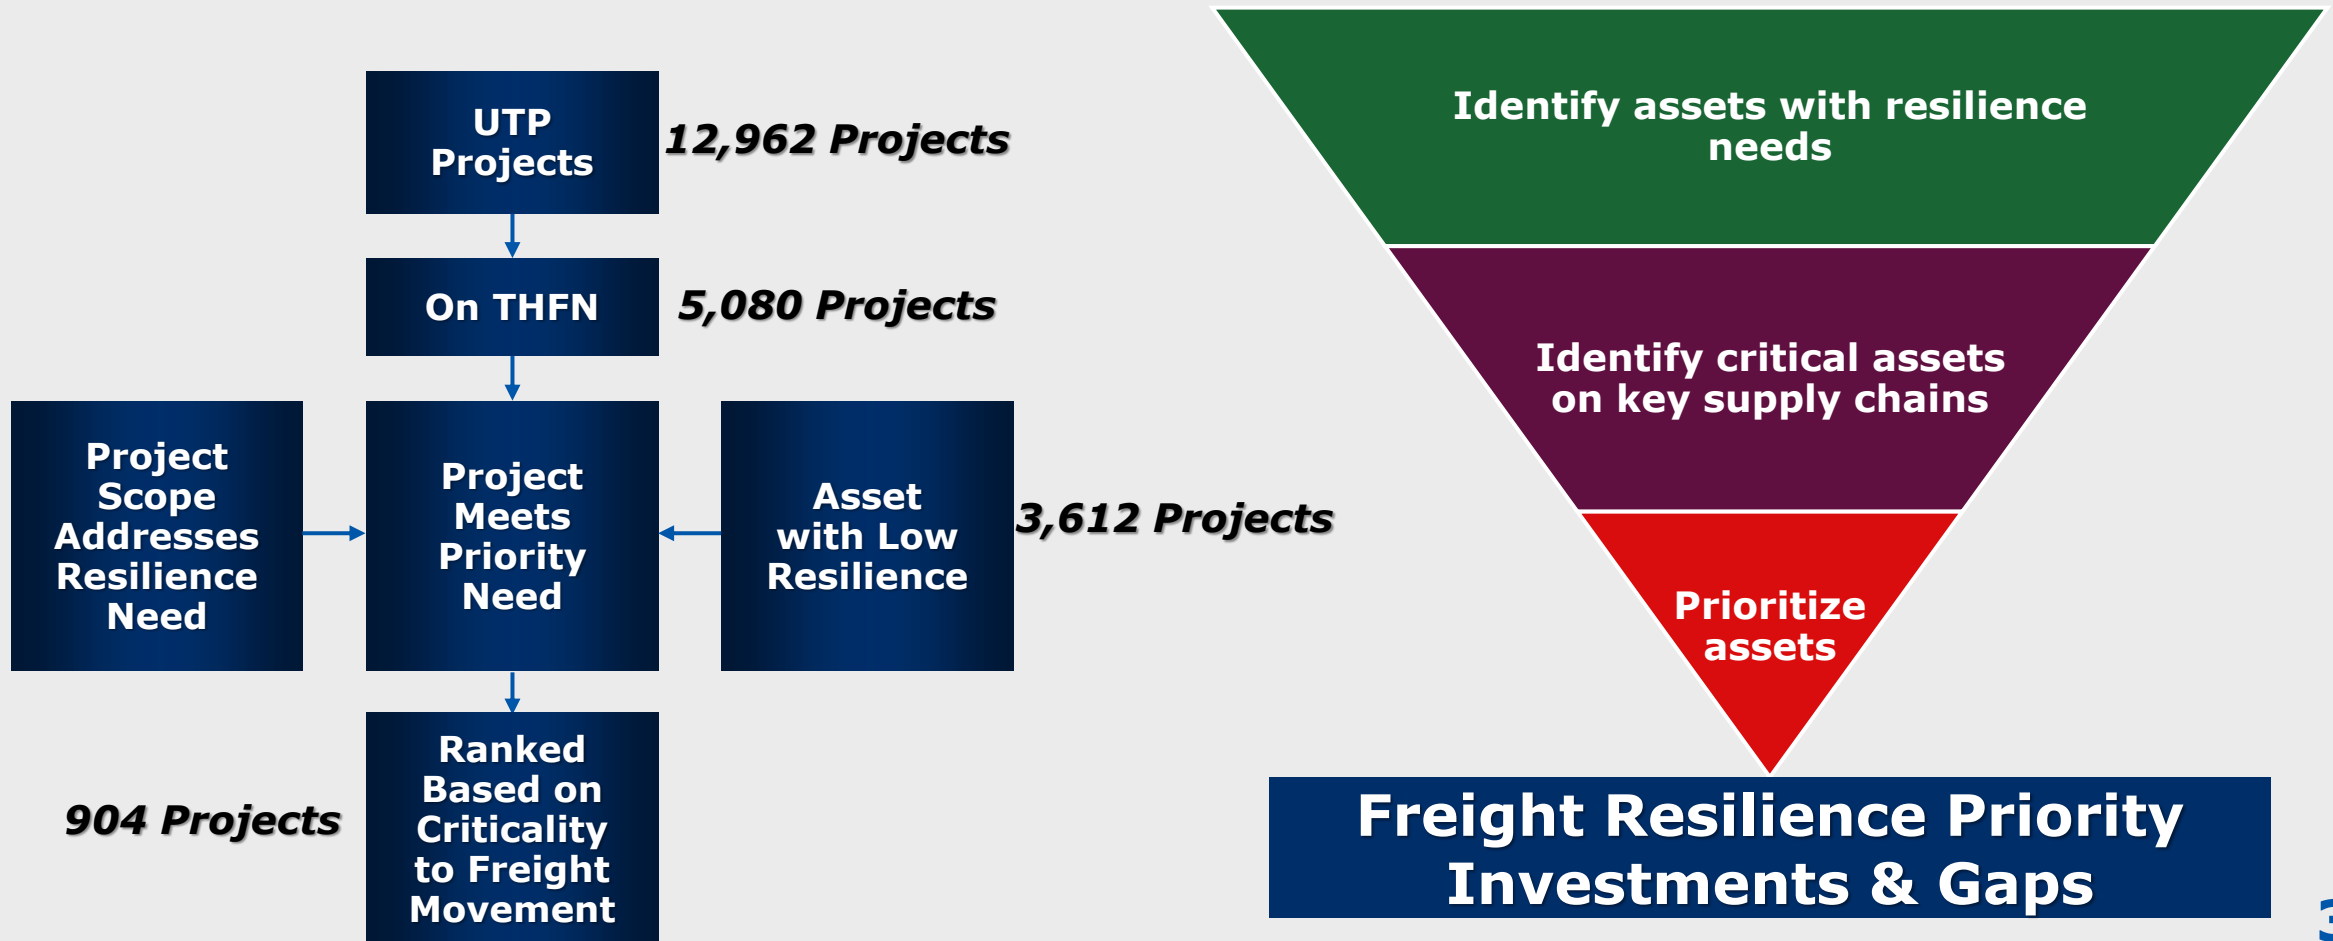 UTP
Projects
12,962 Projects
On THFN
5,080 Projects
Project
Scope
Addresses
Resilience
Need
Project
Meets
Priority
Need
Asset
with Low
Resilience
3,612 Projects
904 Projects
Ranked
Based on
Criticality
to Freight
Movement
Identify assets with resilience
needs
Identify critical assets
on key supply chains
Prioritize
assets
Freight Resilience Priority
Investments & Gaps